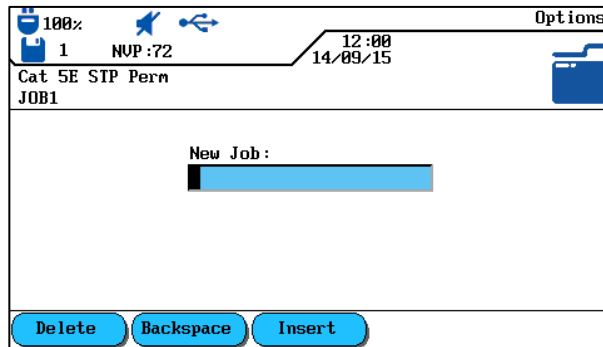 100% Options
1 NVP:72 12:00
14/09/15
Cat 5E STP Perm
JOB1
New Job:
Delete Backspace Insert